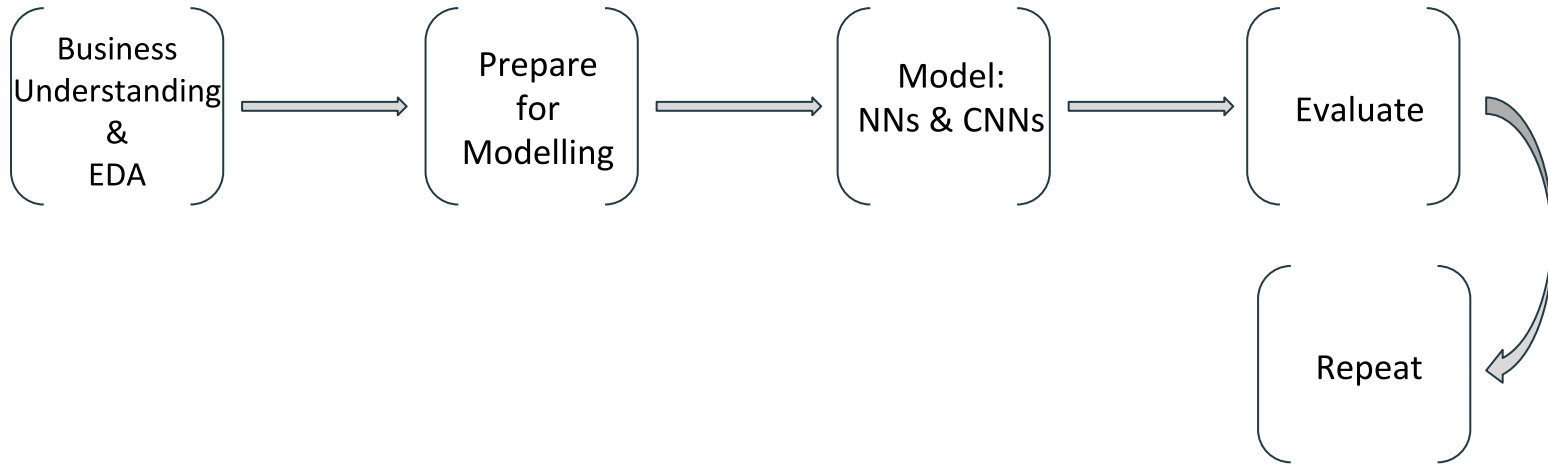 Business
Understanding
&
EDA
Prepare
for
Modelling
Model:
NNs & CNNs
Evaluate
Repeat